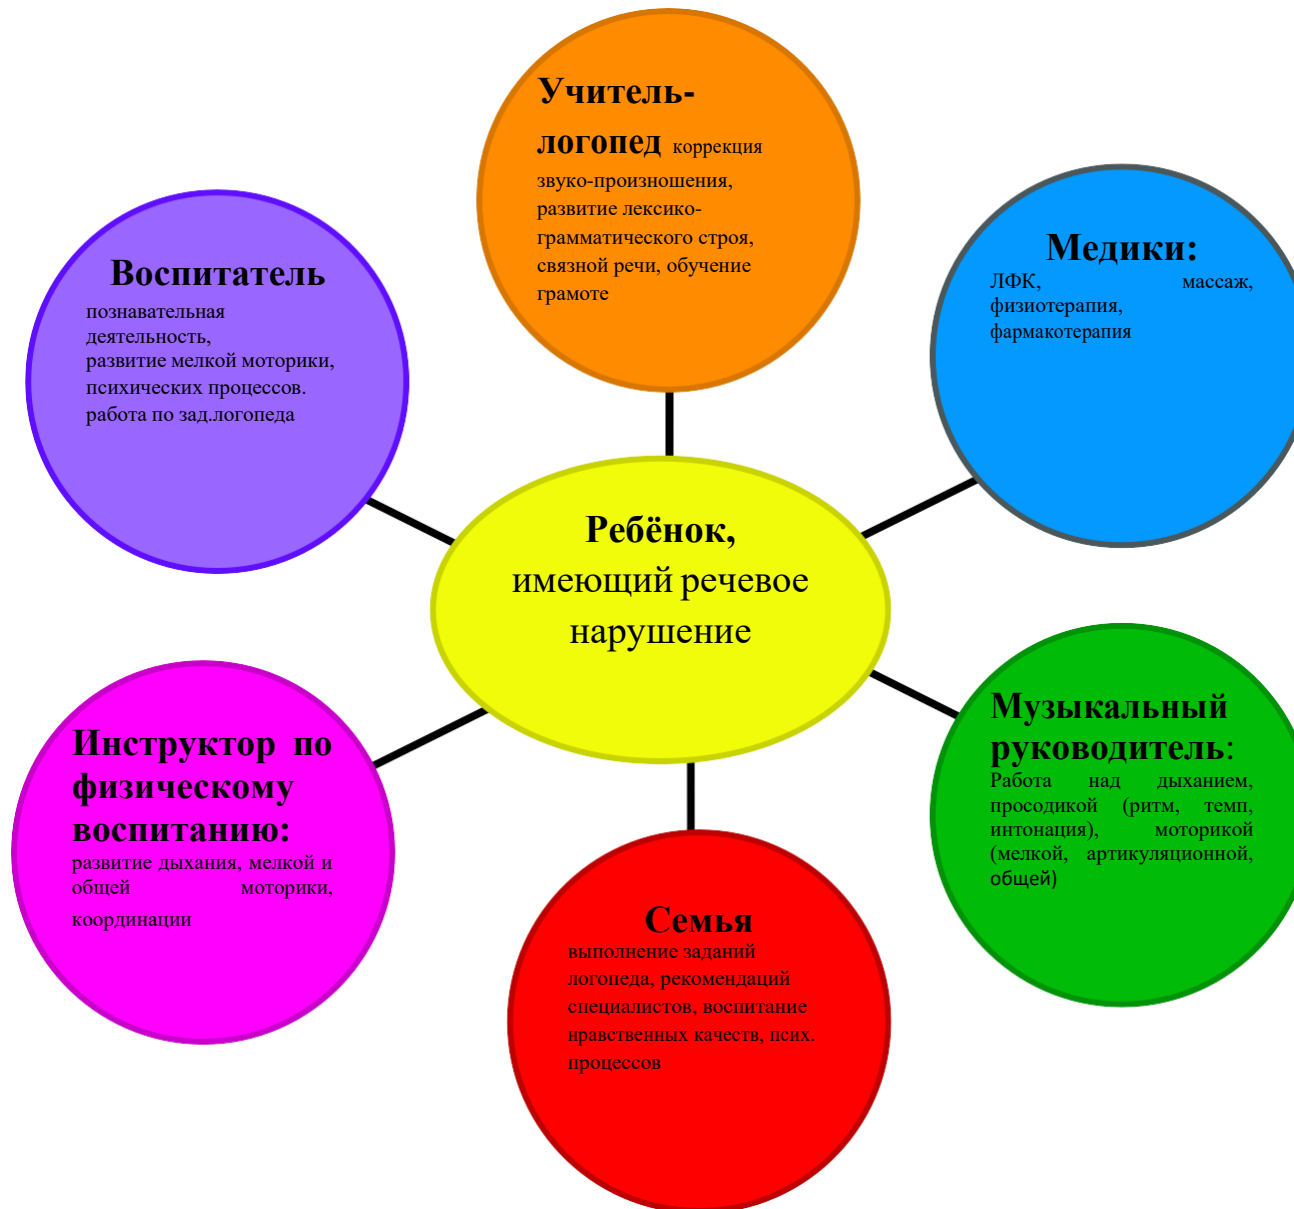 Учитель-
логопед коррекция
звуко-произношения,
развитие лексико-
грамматического строя,
связной речи, обучение
грамоте
Воспитатель
познавательная
деятельность,
развитие мелкой моторики,
психических процессов.
работа по зад.логопеда
Медики:
ЛФК, массаж,
физиотерапия,
фармакотерапия
Ребёнок,
имеющий речевое
нарушение
Инструктор по
физическому
воспитанию:
развитие дыхания, мелкой и
общей моторики,
координации
Музыкальный
руководитель:
Работа над дыханием,
просодикой (ритм, темп,
интонация), моторикой
(мелкой, артикуляционной,
общей)
Семья
выполнение заданий
логопеда, рекомендаций
специалистов, воспитание
нравственных качеств, псих.
процессов